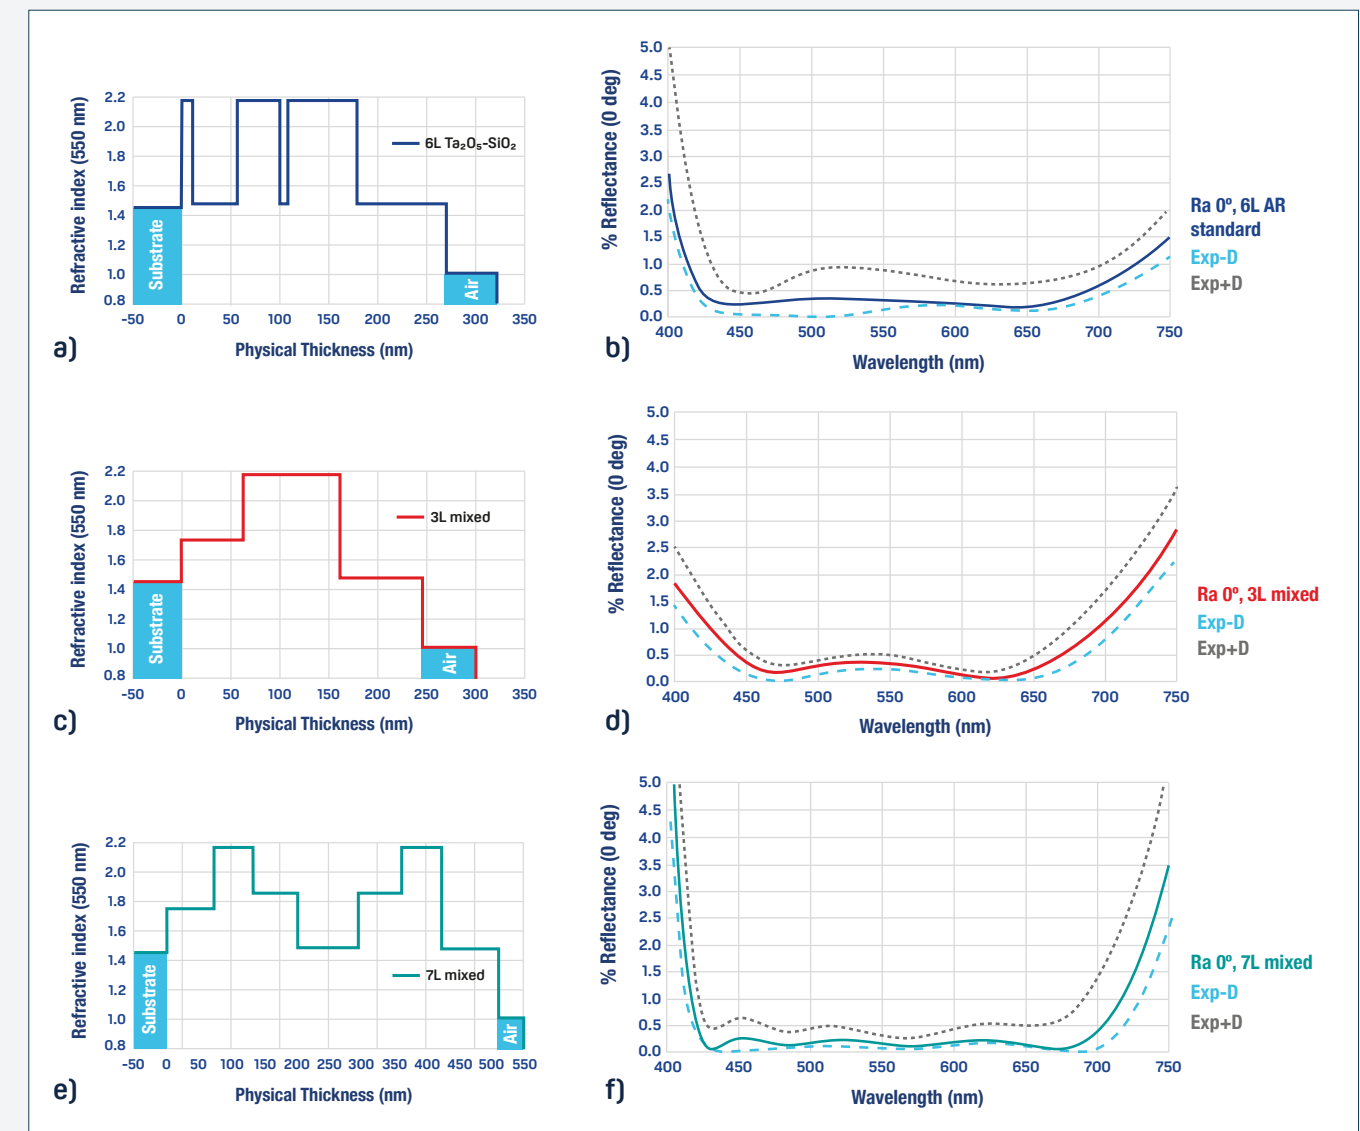 Refractive index (550 nm)
2.2
2.0
1.8
1.6
1.4
1.2
1.0
0.8
6L Ta₂O₅-SiO₂
Substrate
Air
-50 0 50 100 150 200 250 300 350
Physical Thickness (nm)
a)
% Reflectance (0 deg)
5.0
4.5
4.0
3.5
3.0
2.5
2.0
1.5
1.0
0.5
0.0
400 450 500 550 600 650 700 750
Wavelength (nm)
b)
Ra 0º, 6L AR
standard
Exp-D
Exp+D
Refractive index (550 nm)
2.2
2.0
1.8
1.6
1.4
1.2
1.0
0.8
3L mixed
Substrate
Air
-50 0 50 100 150 200 250 300 350
Physical Thickness (nm)
c)
% Reflectance (0 deg)
5.0
4.5
4.0
3.5
3.0
2.5
2.0
1.5
1.0
0.5
0.0
400 450 500 550 600 650 700 750
Wavelength (nm)
d)
Ra 0º, 3L mixed
Exp-D
Exp+D
Refractive index (550 nm)
2.2
2.0
1.8
1.6
1.4
1.2
1.0
0.8
7L mixed
Substrate
Air
-50 0 50 100 150 200 250 300 350 400 450 500 550
Physical Thickness (nm)
e)
% Reflectance (0 deg)
5.0
4.5
4.0
3.5
3.0
2.5
2.0
1.5
1.0
0.5
0.0
400 450 500 550 600 650 700 750
Wavelength (nm)
f)
Ra 0º, 7L mixed
Exp-D
Exp+D